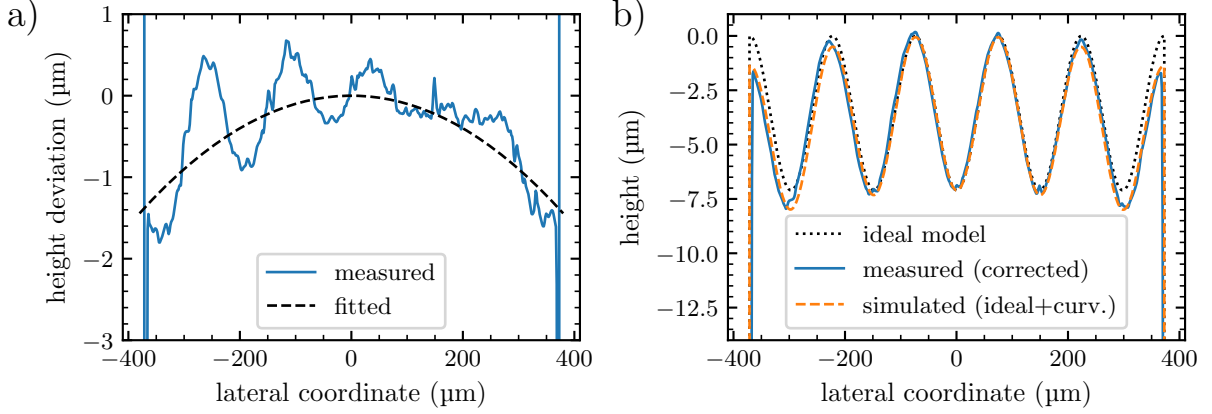 a)
height deviation (µm)
1
0
−1
−2
−3
measured
fitted
−400
−200
0
200
400
lateral coordinate (µm)
b)
height (µm)
0.0
−2.5
−5.0
−7.5
−10.0
−12.5
ideal model
measured (corrected)
simulated (ideal+curv.)
−400
−200
0
200
400
lateral coordinate (µm)